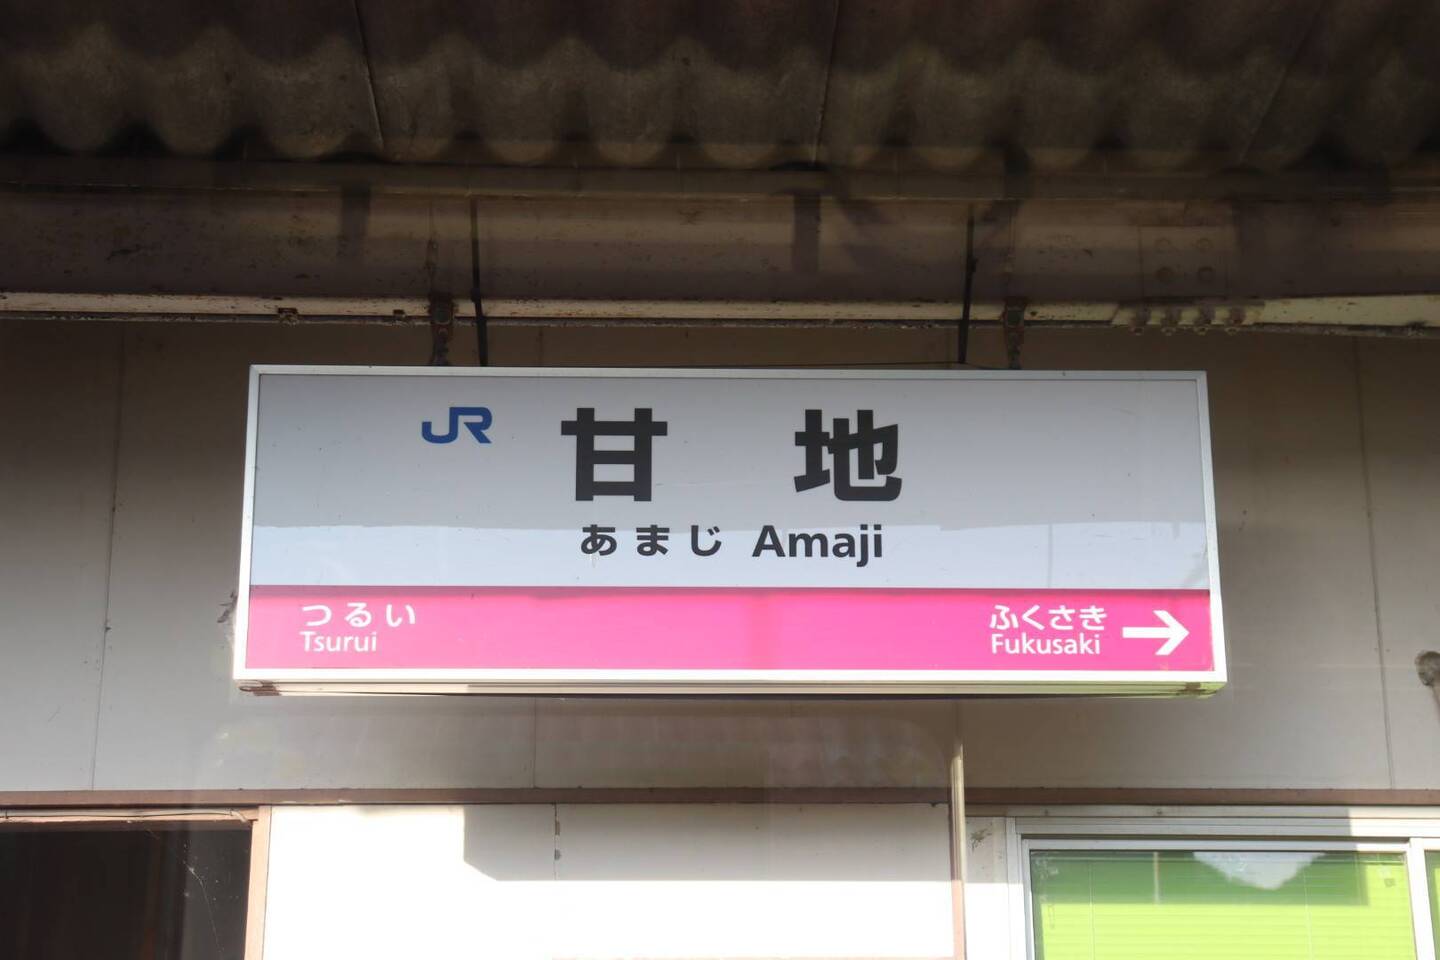 JR 甘地
あまじ Amaji
つるい
Tsurui
ふくさき
Fukusaki